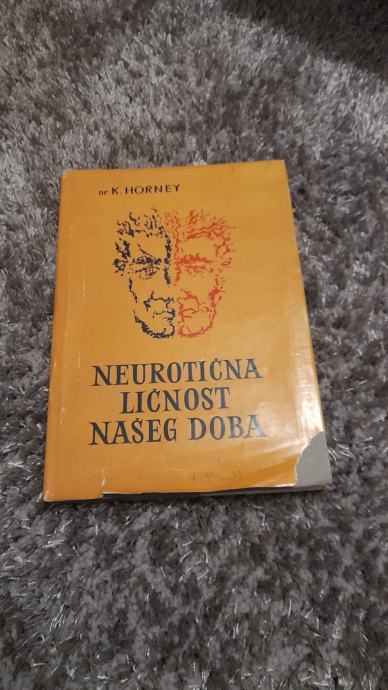 DR K. HORNEY
NEUROTIČNA
LIČNOST
NAŠEG DOBA